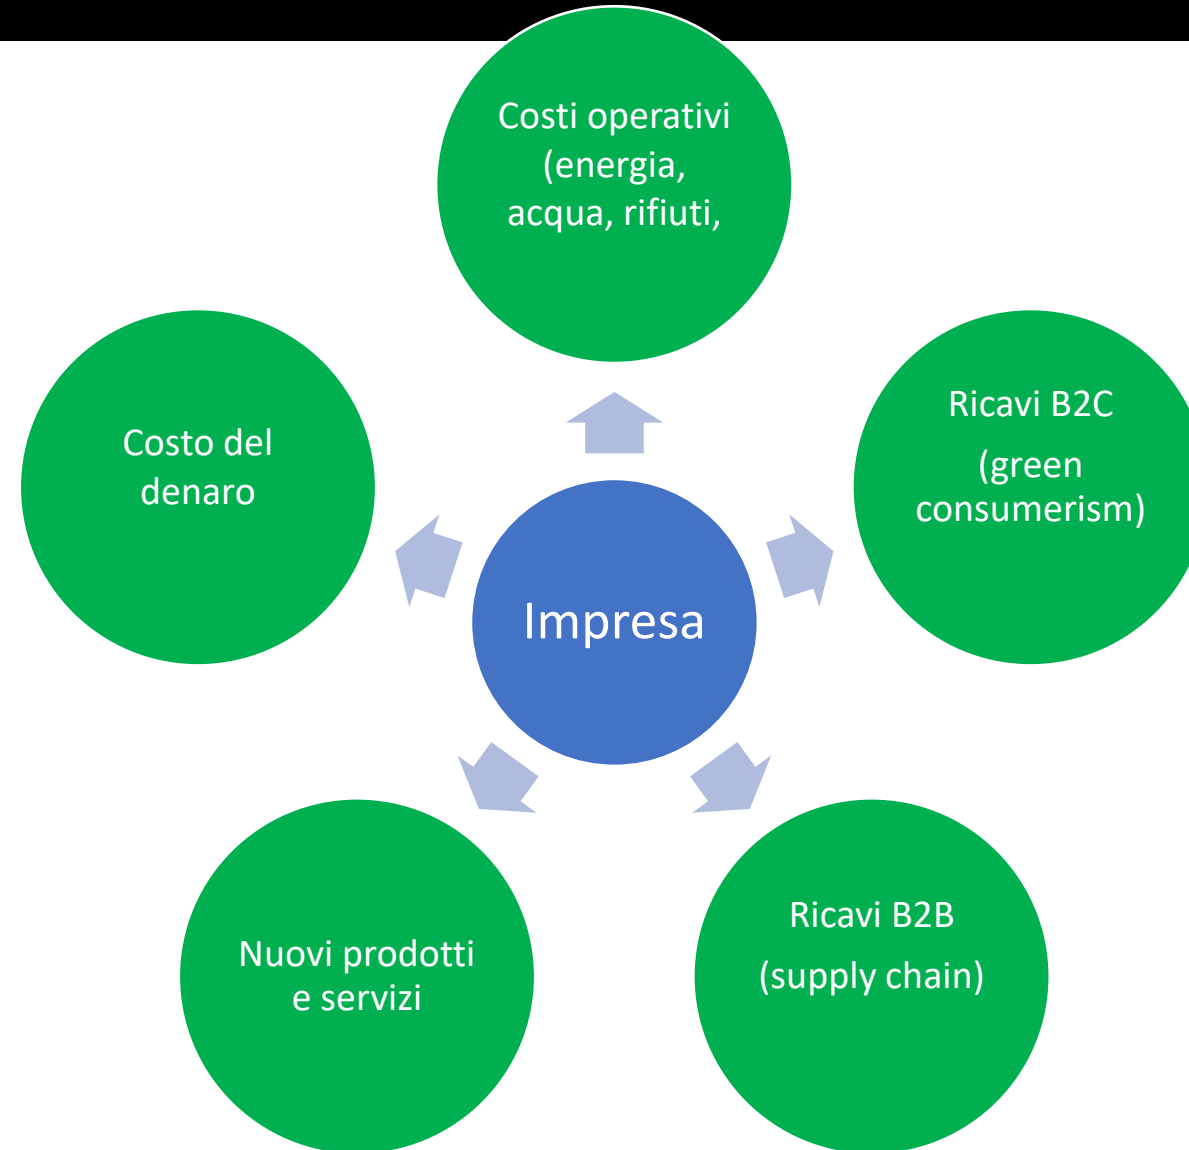 Costi operativi
(energia,
acqua, rifiuti,
Ricavi B2C
(green
consumerism)
Costo del
denaro
Impresa
Ricavi B2B
(supply chain)
Nuovi prodotti
e servizi